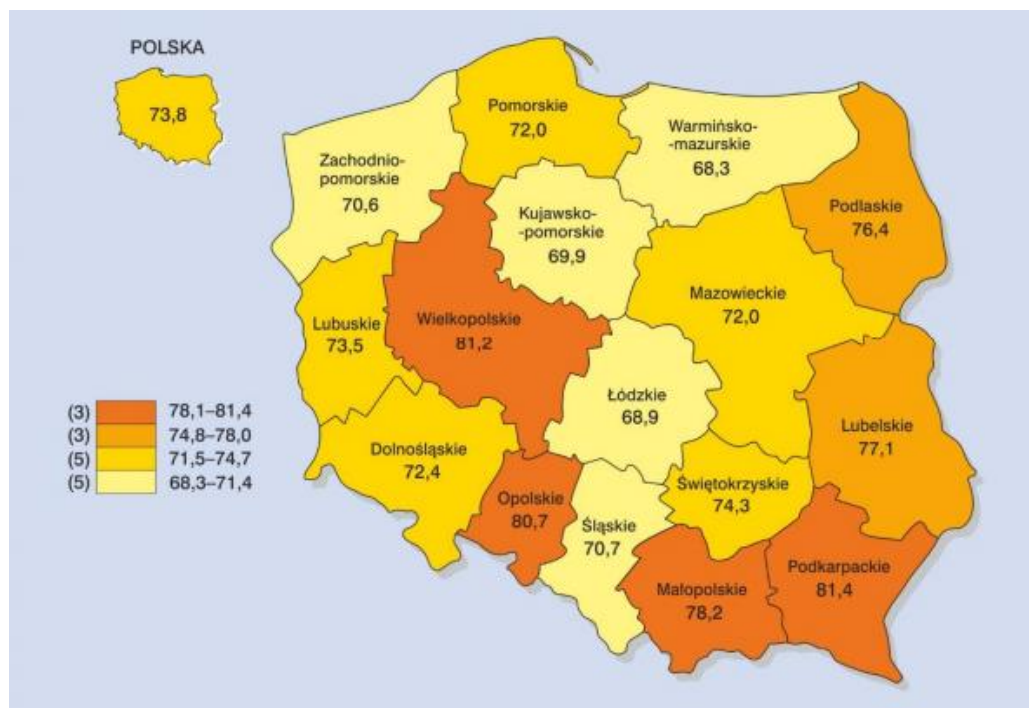 POLSKA
73,8
Pomorskie
72,0
Warmińsko-
-mazurskie
68,3
Zachodnio-
pomorskie
70,6
Podlaskie
76,4
Kujawsko-
-pomorskie
69,9
Mazowieckie
72,0
Wielkopolskie
81,2
Lubuskie
73,5
Łódzkie
68,9
Lubelskie
77,1
Dolnośląskie
72,4
Świętokrzyskie
74,3
Opolskie
80,7
Śląskie
70,7
Podkarpackie
81,4
Małopolskie
78,2
(3) 78,1–81,4
(3) 74,8–78,0
(5) 71,5–74,7
(5) 68,3–71,4